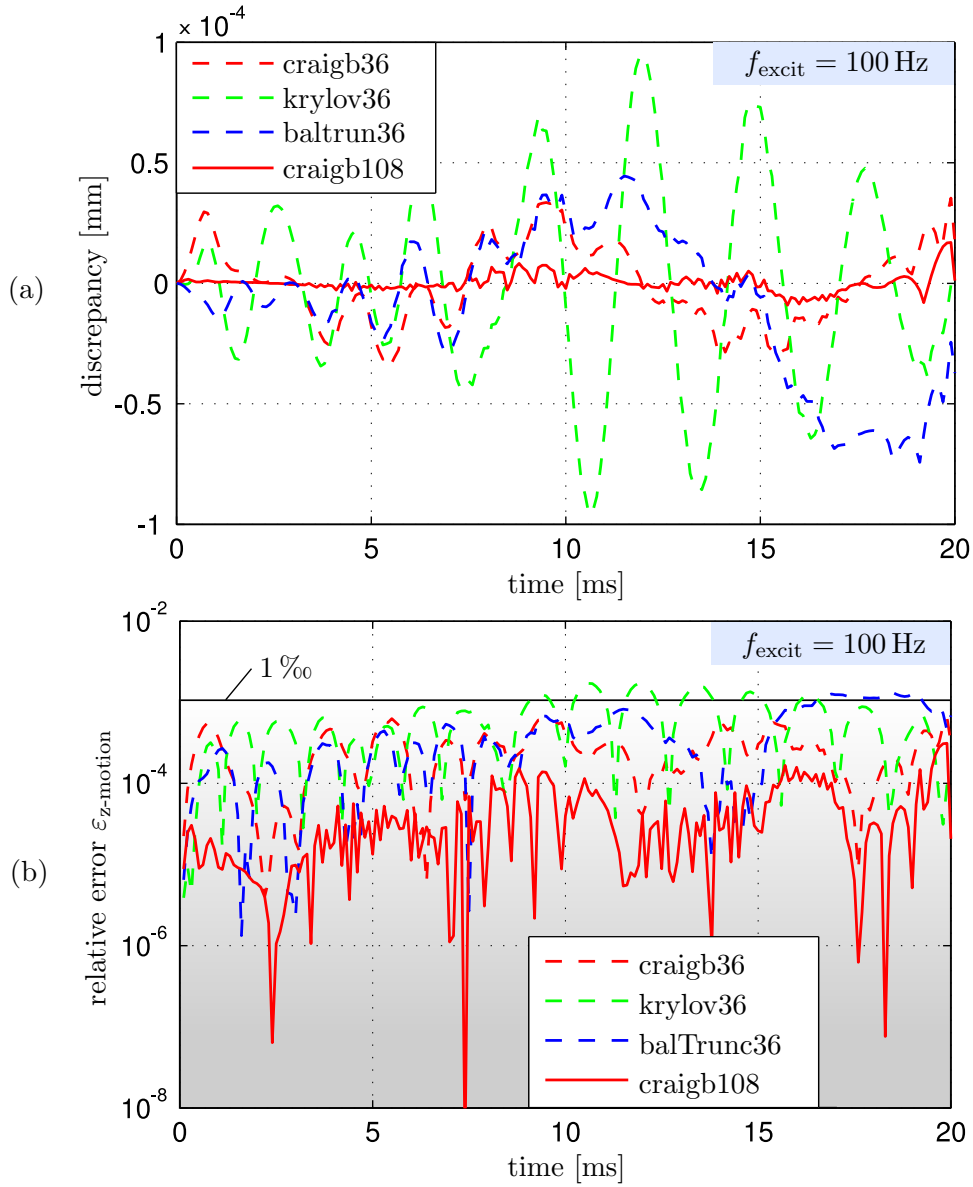 × 10^-4
1
0.5
0
-0.5
-1
discrepancy [mm]
craigb36
krylov36
baltrun36
craigb108
f_excit = 100 Hz
0
5
10
15
20
time [ms]
(a)
10^-2
10^-4
10^-6
10^-8
relative error ε_z-motion
1 ‰
f_excit = 100 Hz
craigb36
krylov36
balTrunc36
craigb108
0
5
10
15
20
time [ms]
(b)